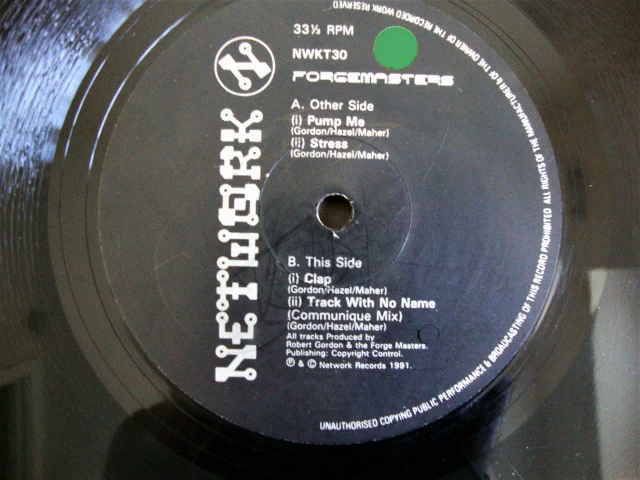 33⅓ RPM
NWKT30
FORGEMASTERS
A. Other Side
(i) Pump Me
(Gordon/Hazel/Maher)
(ii) Stress
(Gordon/Hazel/Maher)
NETWORK
B. This Side
(i) Clap
(Gordon/Hazel/Maher)
(ii) Track With No Name
(Communique Mix)
(Gordon/Hazel/Maher)
All tracks Produced by
Robert Gordon & the Forge Masters.
Publishing: Copyright Control.
℗ & © Network Records 1991.
ALL RIGHTS OF THE MANUFACTURER & OF THE OWNER OF THE RECORDED WORK RESERVED
UNAUTHORISED COPYING PUBLIC PERFORMANCE & BROADCASTING OF THIS RECORD PROHIBITED